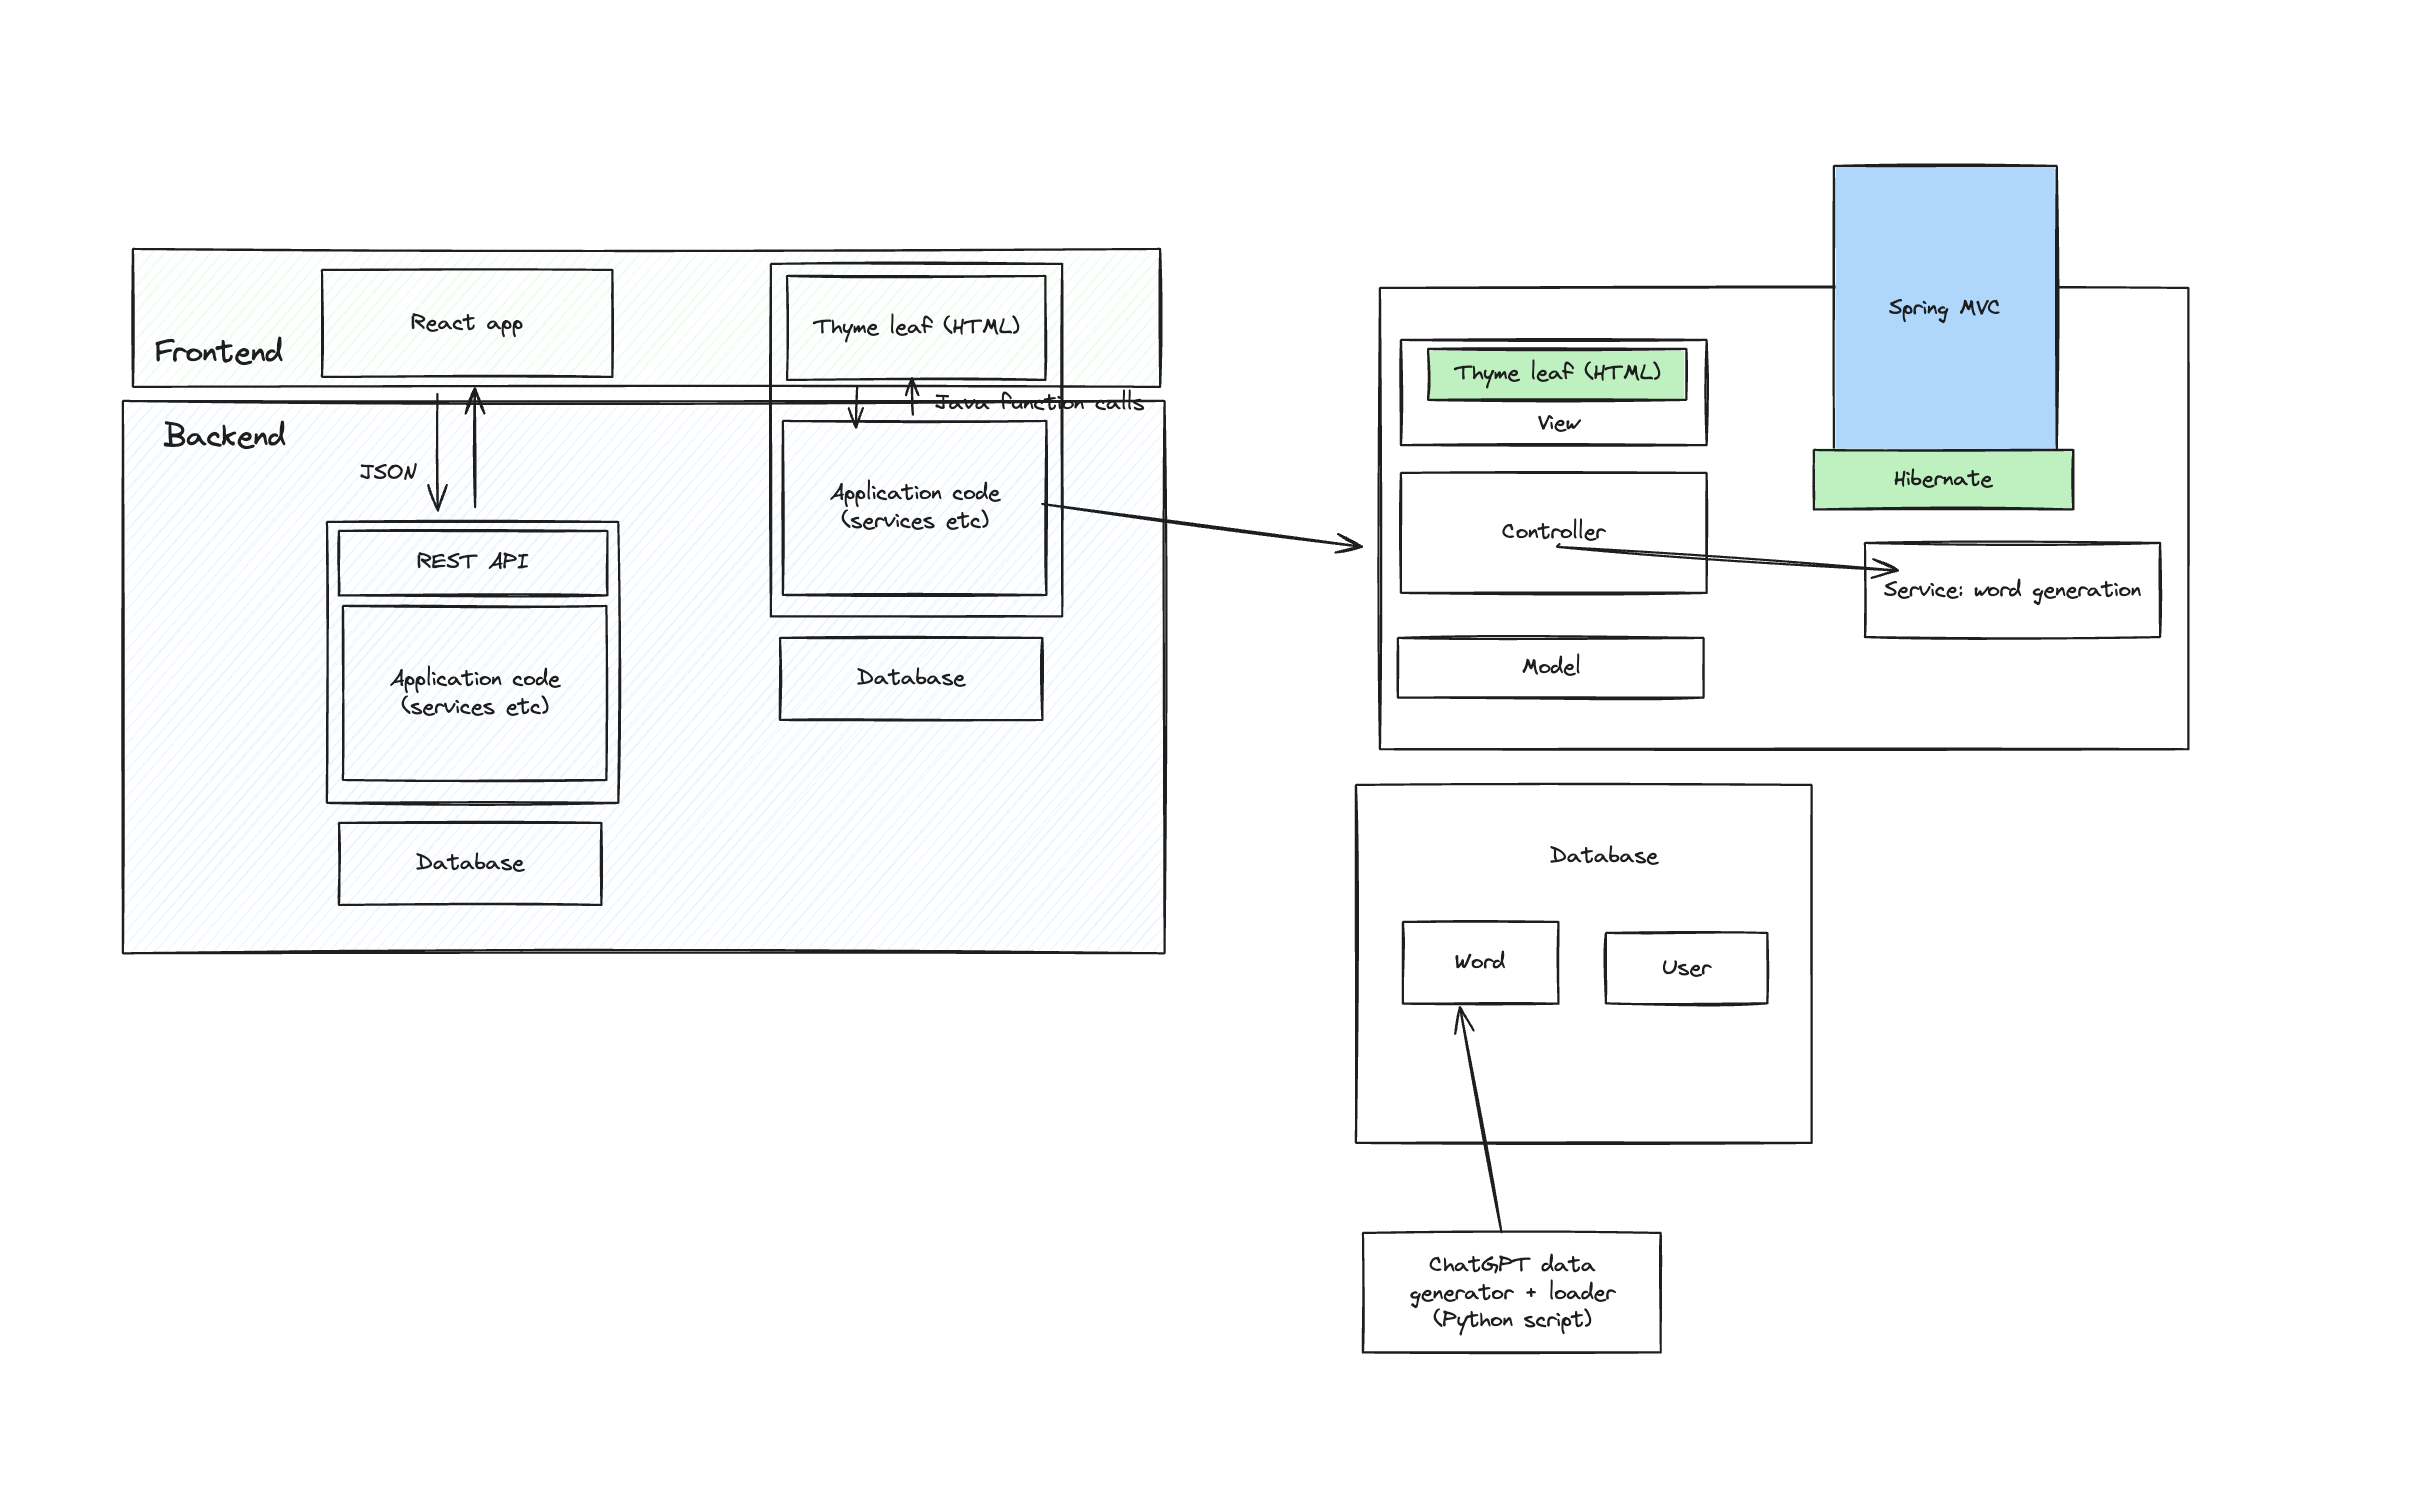 Frontend
React app
Thyme leaf (HTML)
Java function calls
Backend
JSON
REST API
Application code
(services etc)
Database
Application code
(services etc)
Database
Spring MVC
Thyme leaf (HTML)
View
Hibernate
Controller
Service: word generation
Model
Database
Word
User
ChatGPT data
generator + loader
(Python script)